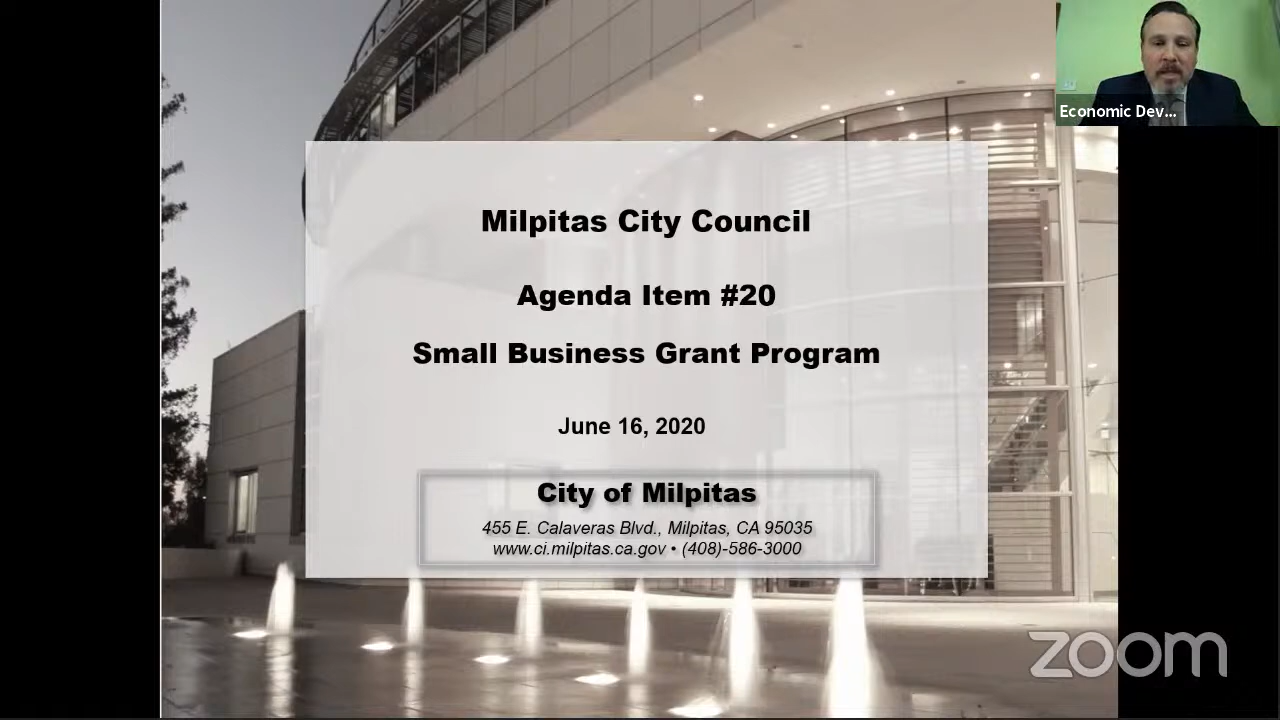 Economic Dev...
Milpitas City Council
Agenda Item #20
Small Business Grant Program
June 16, 2020
City of Milpitas
455 E. Calaveras Blvd., Milpitas, CA 95035
www.ci.milpitas.ca.gov • (408)-586-3000
zoom